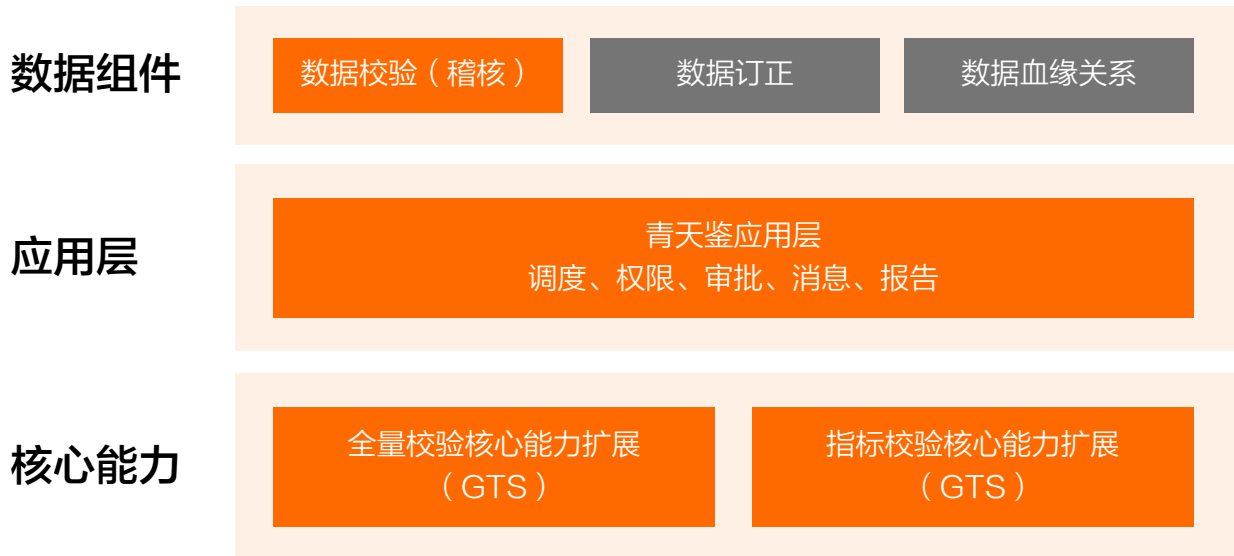 数据组件
数据校验（稽核）
数据订正
数据血缘关系
应用层
青天鉴应用层
调度、权限、审批、消息、报告
核心能力
全量校验核心能力扩展
（GTS）
指标校验核心能力扩展
（GTS）